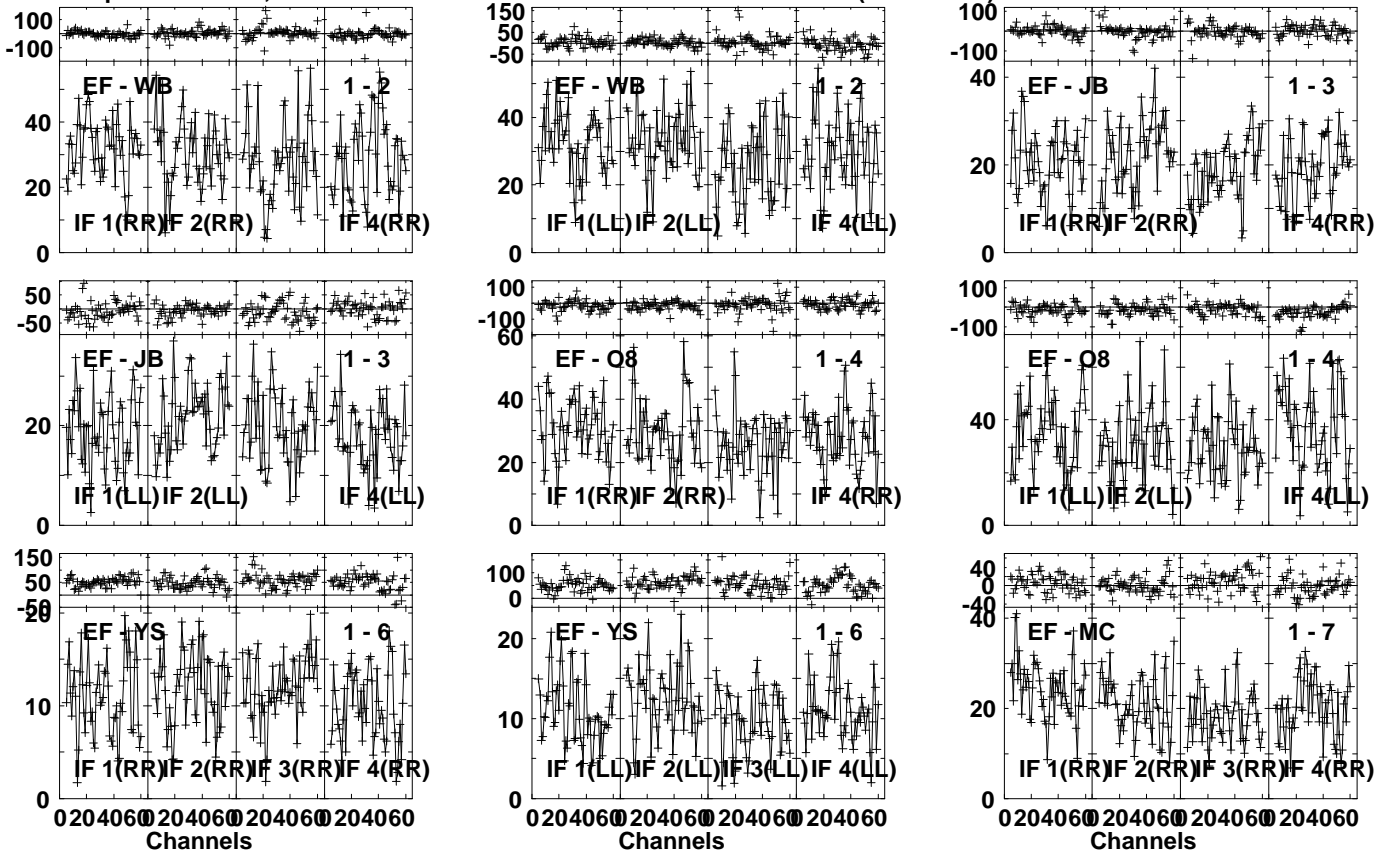 100
-100
EF - WB 1 - 2
40
20
0
IF 1(RR) IF 2(RR) IF 4(RR)
150
50
-50
EF - WB 1 - 2
40
20
0
IF 1(LL) IF 2(LL) IF 4(LL)
100
-100
EF - JB 1 - 3
40
30
20
10
0
IF 1(RR) IF 2(RR) IF 4(RR)
50
-50
EF - JB 1 - 3
20
0
IF 1(LL) IF 2(LL) IF 4(LL)
100
-100
60
EF - O8 1 - 4
50
40
30
20
10
0
IF 1(RR) IF 2(RR) IF 4(RR)
100
-100
EF - O8 1 - 4
40
0
IF 1(LL) IF 2(LL) IF 4(LL)
150
50
-50
20
EF - YS 1 - 6
10
0
IF 1(RR) IF 2(RR) IF 3(RR) IF 4(RR)
0204060 0204060 0204060 0204060
Channels
100
0
EF - YS 1 - 6
20
10
0
IF 1(LL) IF 2(LL) IF 3(LL) IF 4(LL)
0204060 0204060 0204060 0204060
Channels
40
0
-40
40
EF - MC 1 - 7
20
0
IF 1(RR) IF 2(RR) IF 3(RR) IF 4(RR)
0204060 0204060 0204060 0204060
Channels